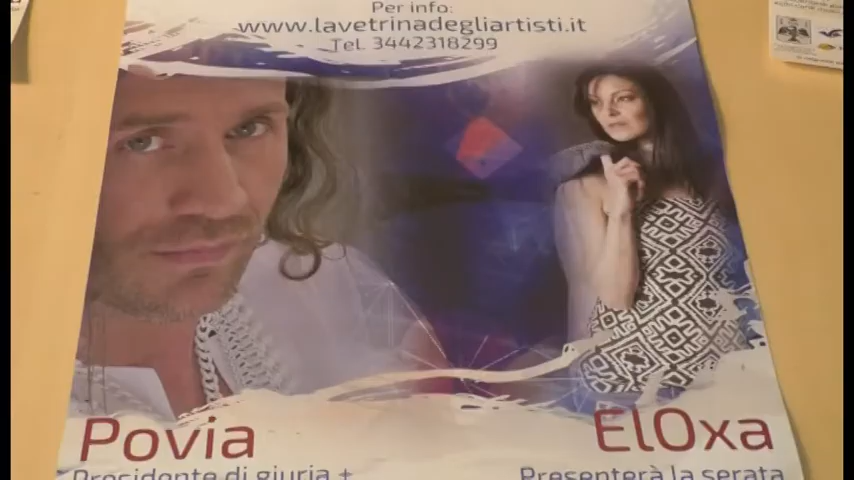 Per info:
www.lavetrinadegliartisti.it
Tel. 3442318299
Povia
ElOxa
Presidente di giuria +
Presenterà la serata